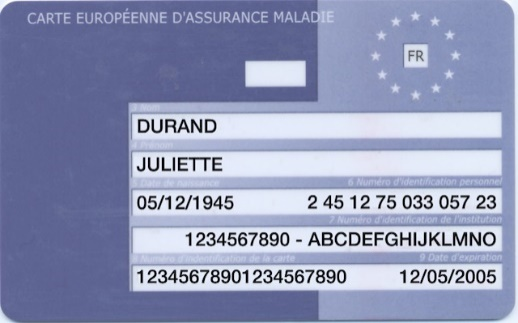 CARTE EUROPÉENNE D'ASSURANCE MALADIE
FR
3 Nom
DURAND
4 Prénom
JULIETTE
5 Date de naissance 6 Numéro d'identification personnel
05/12/1945 2 45 12 75 033 057 23
7 Numéro d'identification de l'institution
1234567890 - ABCDEFGHIJKLMNO
8 Numéro d'indentification de la carte 9 Date d'expiration
12345678901234567890 12/05/2005